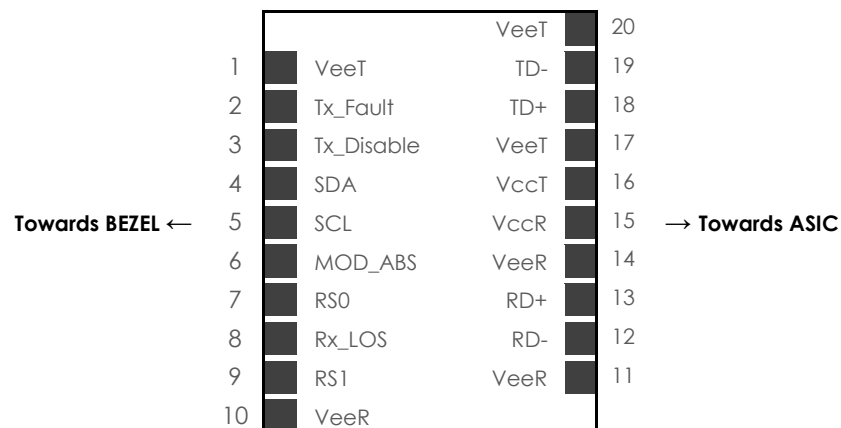 VeeT 20
1 VeeT TD- 19
2 Tx_Fault TD+ 18
3 Tx_Disable VeeT 17
4 SDA VccT 16
Towards BEZEL ← 5 SCL VccR 15 → Towards ASIC
6 MOD_ABS VeeR 14
7 RS0 RD+ 13
8 Rx_LOS RD- 12
9 RS1 VeeR 11
10 VeeR